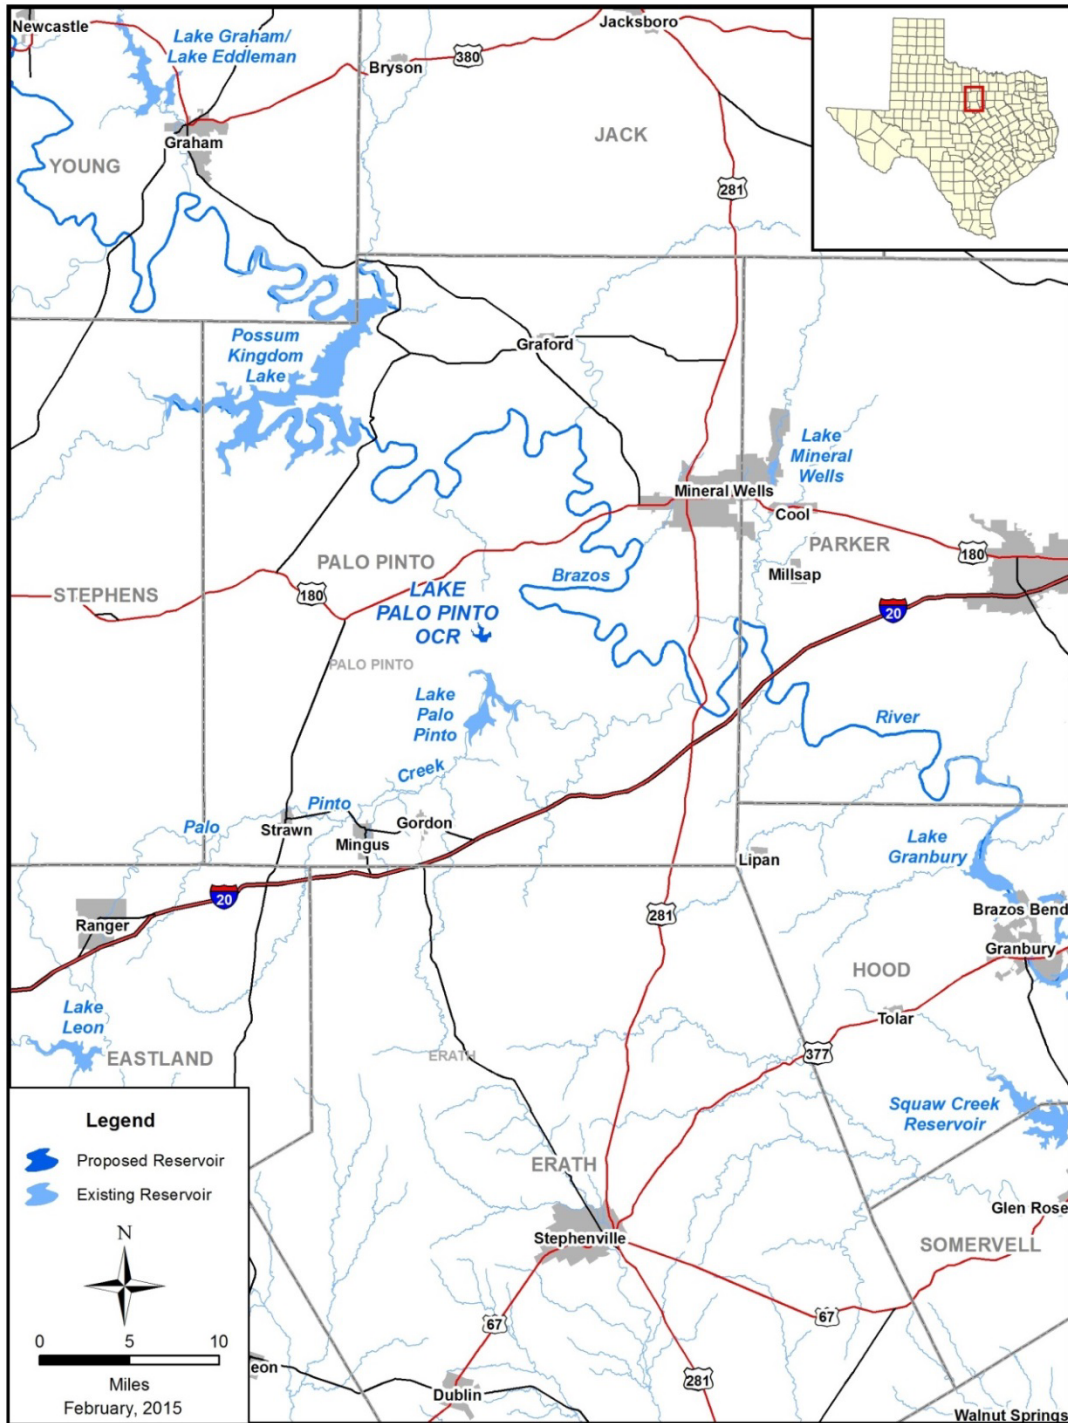 Newcastle
Lake Graham/
Lake Eddleman
Jacksboro
380
Bryson
JACK
Graham
YOUNG
281
Possum
Kingdom
Lake
Graford
Lake
Mineral
Wells
Mineral Wells
Cool
PARKER
180
PALO PINTO
Brazos
Millsap
STEPHENS
180
LAKE
PALO PINTO
OCR
20
PALO PINTO
Lake
Palo
Pinto
River
Creek
Pinto
Palo
Strawn
Gordon
Mingus
Lake
Granbury
Lipan
20
Ranger
281
Brazos Bend
Granbury
HOOD
Lake
Leon
Tolar
EASTLAND
ERATH
377
Squaw Creek
Reservoir
Legend
Proposed Reservoir
Existing Reservoir
ERATH
Glen Rose
Stephenville
SOMERVELL
N
67
67
0 5 10
Miles
February, 2015
eon
281
Dublin
Walnut Springs